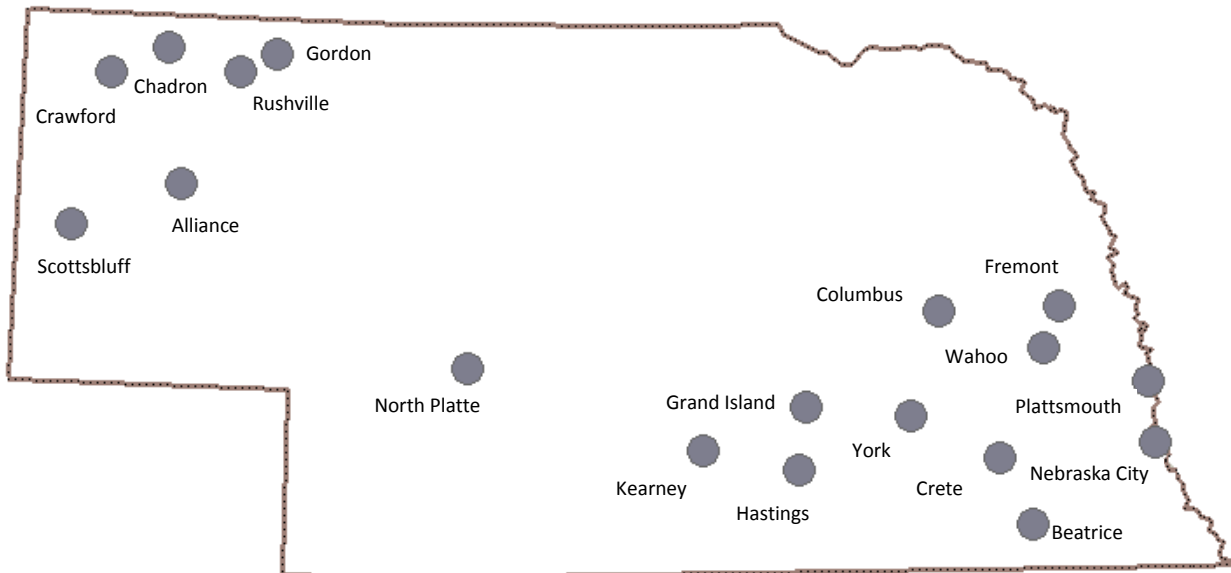 Gordon
Chadron
Rushville
Crawford
Alliance
Scottsbluff
Fremont
Columbus
Wahoo
North Platte
Grand Island
Plattsmouth
York
Nebraska City
Kearney
Crete
Hastings
Beatrice